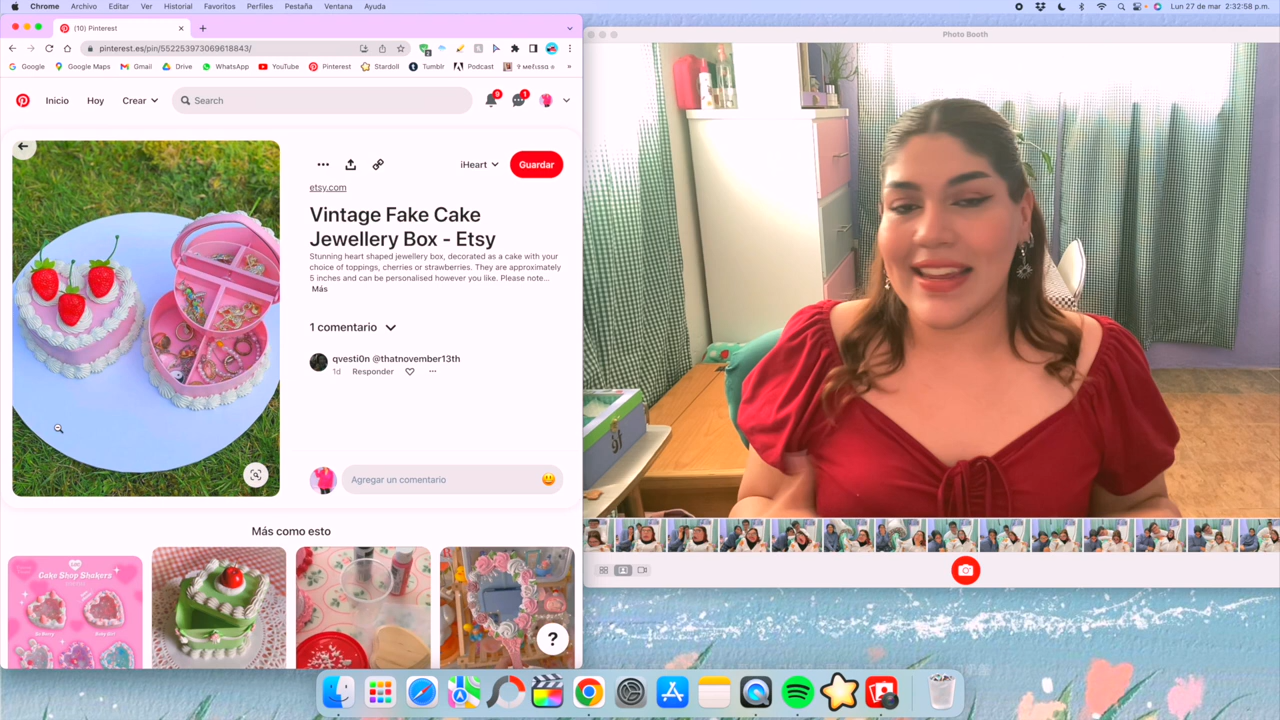 Chrome Archivo Editar Ver Historial Favoritos Perfiles Pestaña Ventana Ayuda
Lun 27 de mar 2:32:58 p.m.
(10) Pinterest
pinterest.es/pin/552253973069618843/
Google Google Maps Gmail Drive WhatsApp YouTube Pinterest Stardoll Tumblr Podcast
Inicio Hoy Crear Search 9 1
iHeart Guardar
etsy.com
Vintage Fake Cake
Jewellery Box - Etsy
Stunning heart shaped jewellery box, decorated as a cake with your
choice of toppings, cherries or strawberries. They are approximately
5 inches and can be personalised however you like. Please note...
Más
1 comentario
qvesti0n @thatnovember13th
1d Responder
Agregar un comentario
Más como esto
Cake Shop Shakers
?
Photo Booth